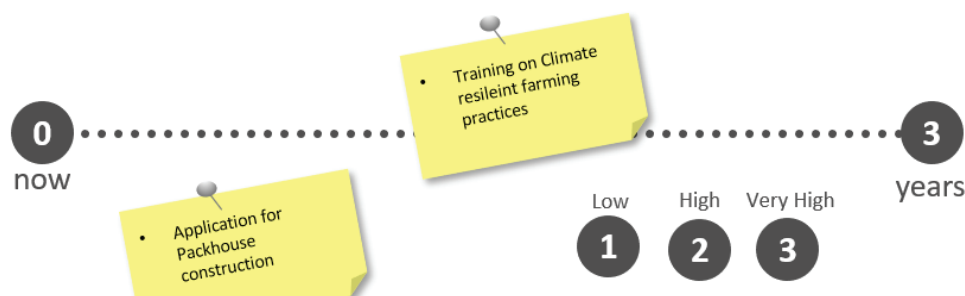 • Training on Climate
resileint farming
practices
0
3
now
years
• Application for
Packhouse
construction
Low High Very High
1 2 3